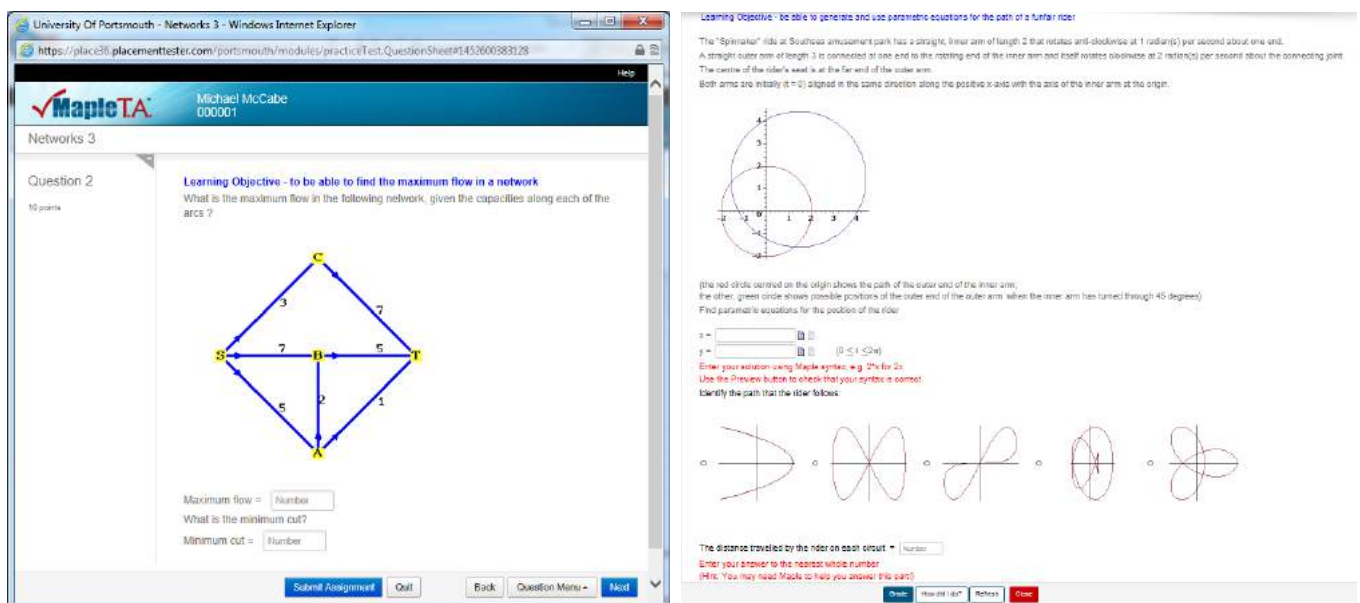 University Of Portsmouth - Networks 3 - Windows Internet Explorer
https://place36.placementtester.com/portsmouth/modules/practiceTest.QuestionSheet#1452600383128
Help
MapleT.A.
Michael McCabe
000001
Networks 3
Question 2
10 points
Learning Objective - to be able to find the maximum flow in a network
What is the maximum flow in the following network, given the capacities along each of the
arcs ?
C
3
7
S
7
B
5
T
5
2
1
A
Maximum flow =
Number
What is the minimum cut?
Minimum cut =
Number
Submit Assignment
Quit
Back
Question Menu
Next
Learning Objective - be able to generate and use parametric equations for the path of a funfair rider
The "Spinnaker" ride at Southsea amusement park has a straight, inner arm of length 2 that rotates anti-clockwise at 1 radian(s) per second about one end.
A straight outer arm of length 3 is connected at one end to the rotating end of the inner arm and itself rotates clockwise at 2 radian(s) per second about the connecting joint.
The centre of the rider's seat is at the far end of the outer arm.
Both arms are initially (t = 0) aligned in the same direction along the positive x-axis with the axis of the inner arm at the origin.
4
3
2
1
-2 -1 0 1 2 3 4
-1
-2
(the red circle centred on the origin shows the path of the outer end of the inner arm;
the other, green circle shows possible positions of the outer end of the outer arm when the inner arm has turned through 45 degrees)
Find parametric equations for the position of the rider
x =
y =
(0 ≤ t ≤ 2π)
Enter your solution using Maple syntax, e.g. 2*x for 2x
Use the Preview button to check that your syntax is correct
Identify the path that the rider follows:
The distance travelled by the rider on each circuit =
Number
Enter your answer to the nearest whole number
(Hint: You may need Maple to help you answer this part!)
Grade
How did I do?
Refresh
Close